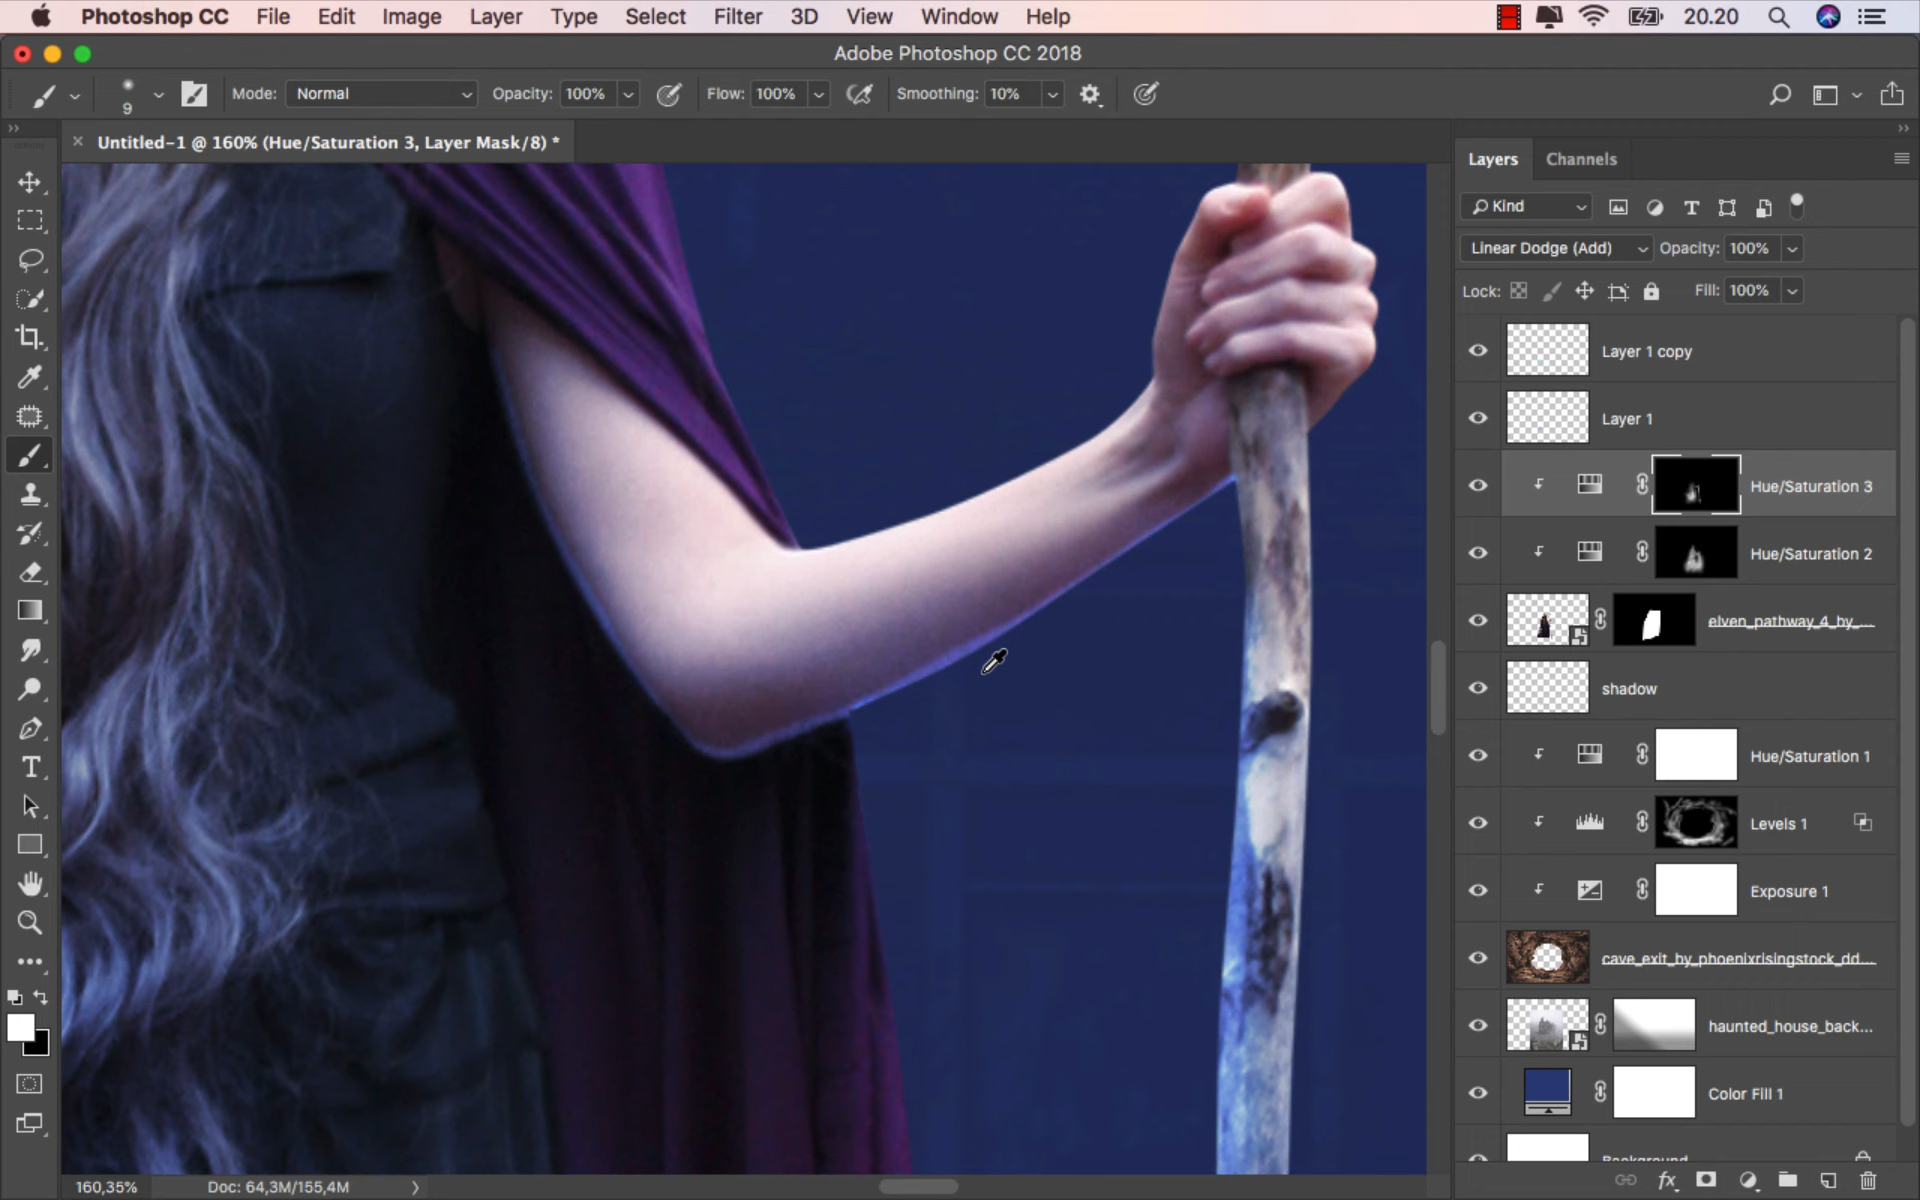 Photoshop CC File Edit Image Layer Type Select Filter 3D View Window Help 20.20
Adobe Photoshop CC 2018
9 Mode: Normal Opacity: 100% Flow: 100% Smoothing: 10%
Untitled-1 @ 160% (Hue/Saturation 3, Layer Mask/8) *
Layers Channels
Kind
Linear Dodge (Add) Opacity: 100%
Lock: Fill: 100%
Layer 1 copy
Layer 1
Hue/Saturation 3
Hue/Saturation 2
elven_pathway_4_by_...
shadow
Hue/Saturation 1
Levels 1
Exposure 1
cave_exit_by_phoenixrisingstock_dd...
haunted_house_back...
Color Fill 1
Background
160,35% Doc: 64,3M/155,4M
fx